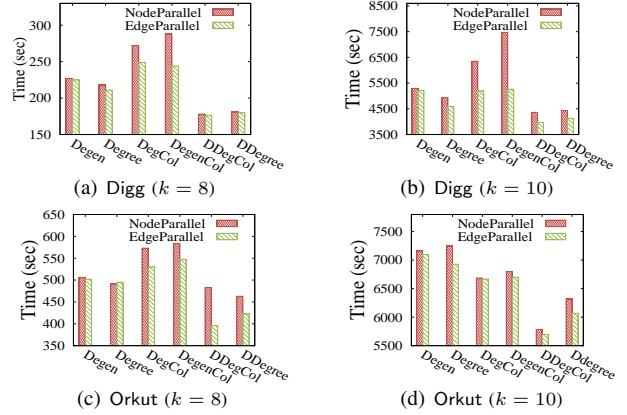 NodeParallel
EdgeParallel
Time (sec)
300
250
200
150
Degen
Degree
DegCol
DegenCol
DDegCol
DDegree
(a) Digg (k = 8)
NodeParallel
EdgeParallel
Time (sec)
8500
7500
6500
5500
4500
3500
Degen
Degree
DegCol
DegenCol
DDegCol
DDegree
(b) Digg (k = 10)
NodeParallel
EdgeParallel
Time (sec)
650
600
550
500
450
400
350
Degen
Degree
DegCol
DegenCol
DDegCol
DDegree
(c) Orkut (k = 8)
NodeParallel
EdgeParallel
Time (sec)
7500
7000
6500
6000
5500
Degen
Degree
DegCol
DegenCol
DDegCol
Ddegree
(d) Orkut (k = 10)